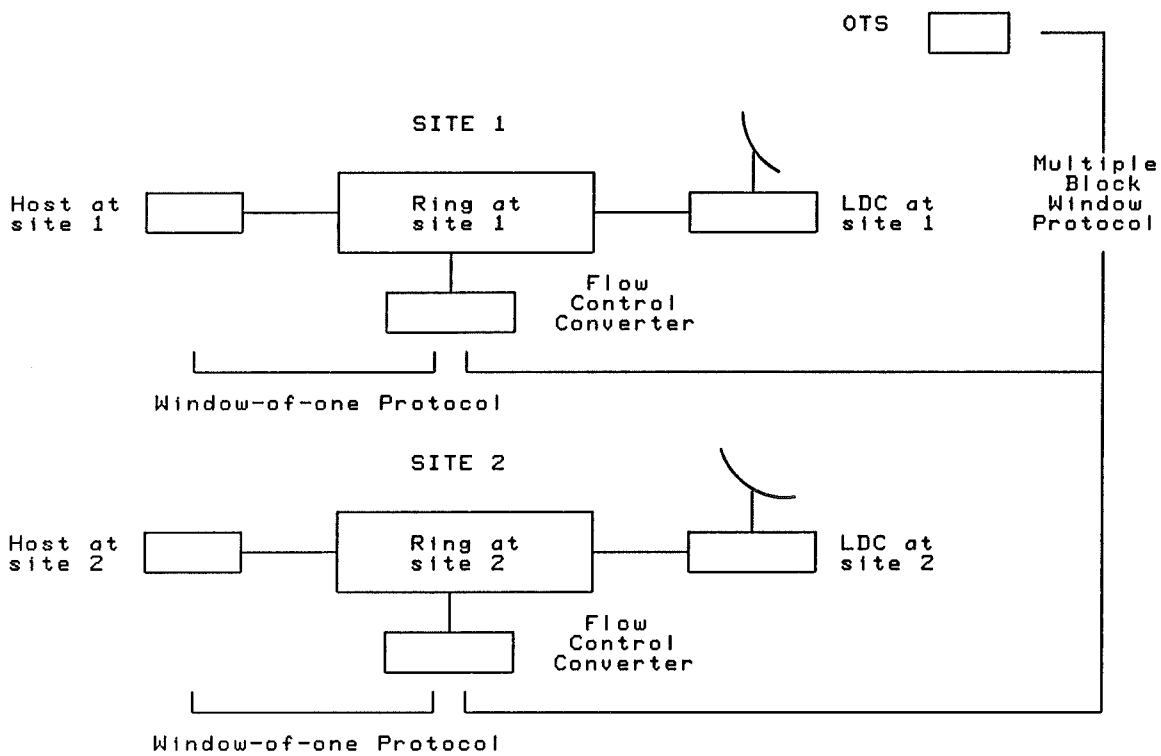 OTS
SITE 1
Multiple
Block
Window
Protocol
Host at
site 1
Ring at
site 1
LDC at
site 1
Flow
Control
Converter
Window-of-one Protocol
SITE 2
Host at
site 2
Ring at
site 2
LDC at
site 2
Flow
Control
Converter
Window-of-one Protocol